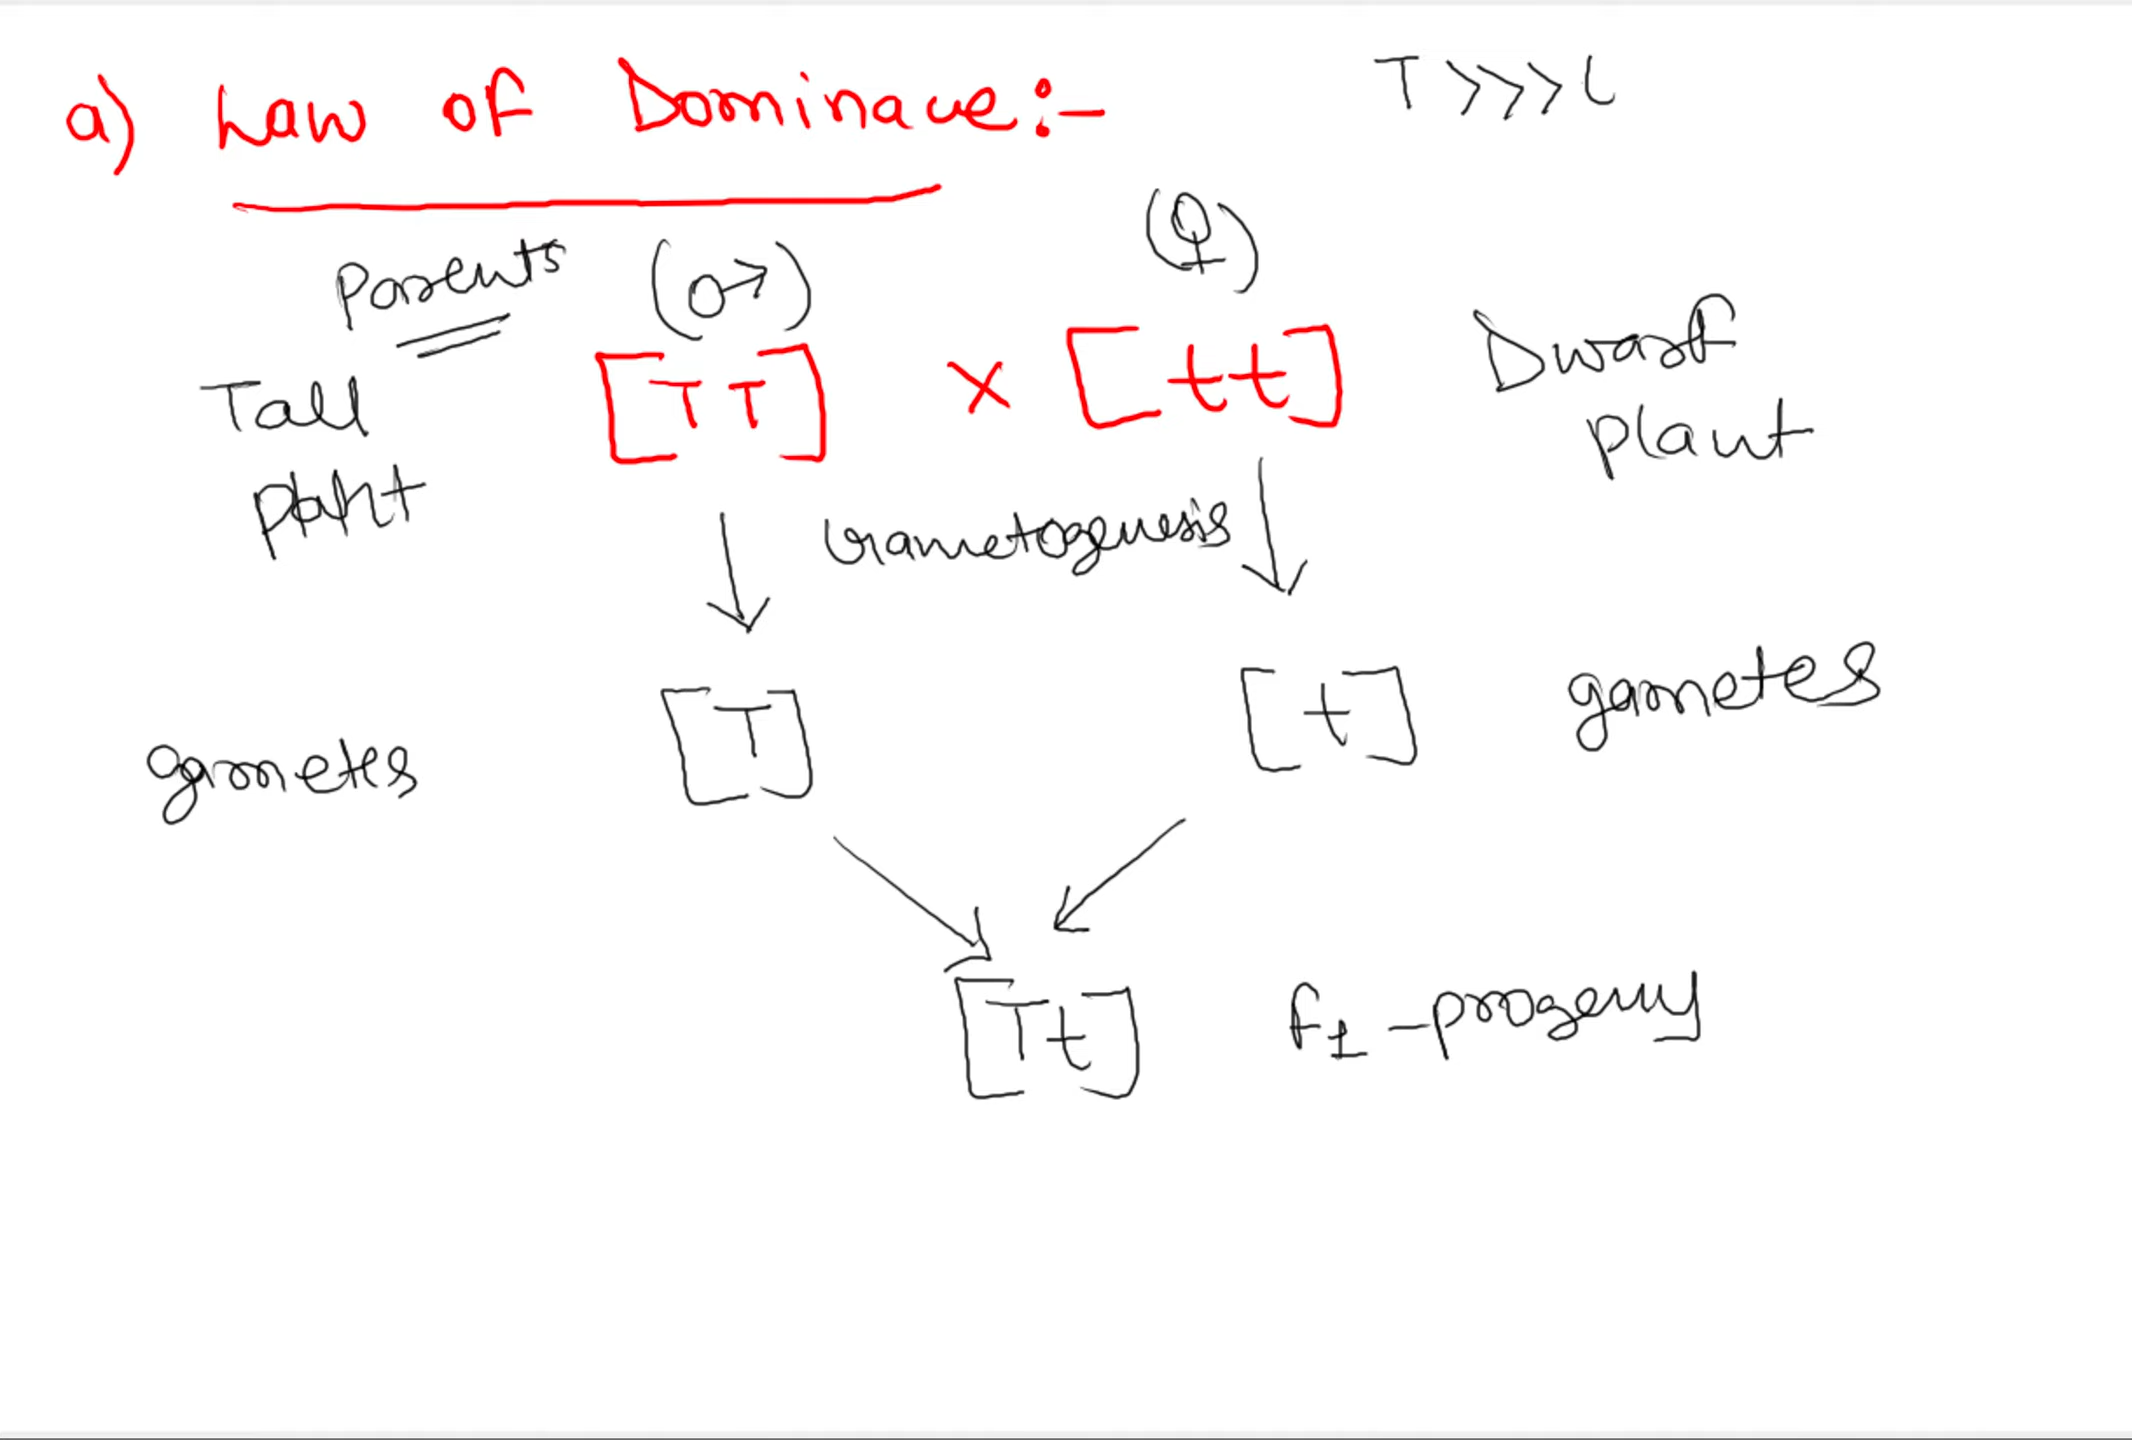 a) Law of Dominace:-
T >>>
Parents (♂) (♀)
[TT] × [tt]
Tall plant
Dwarf plant
Gametogenesis
gametes [T] [t] gametes
[Tt] F1 - progeny